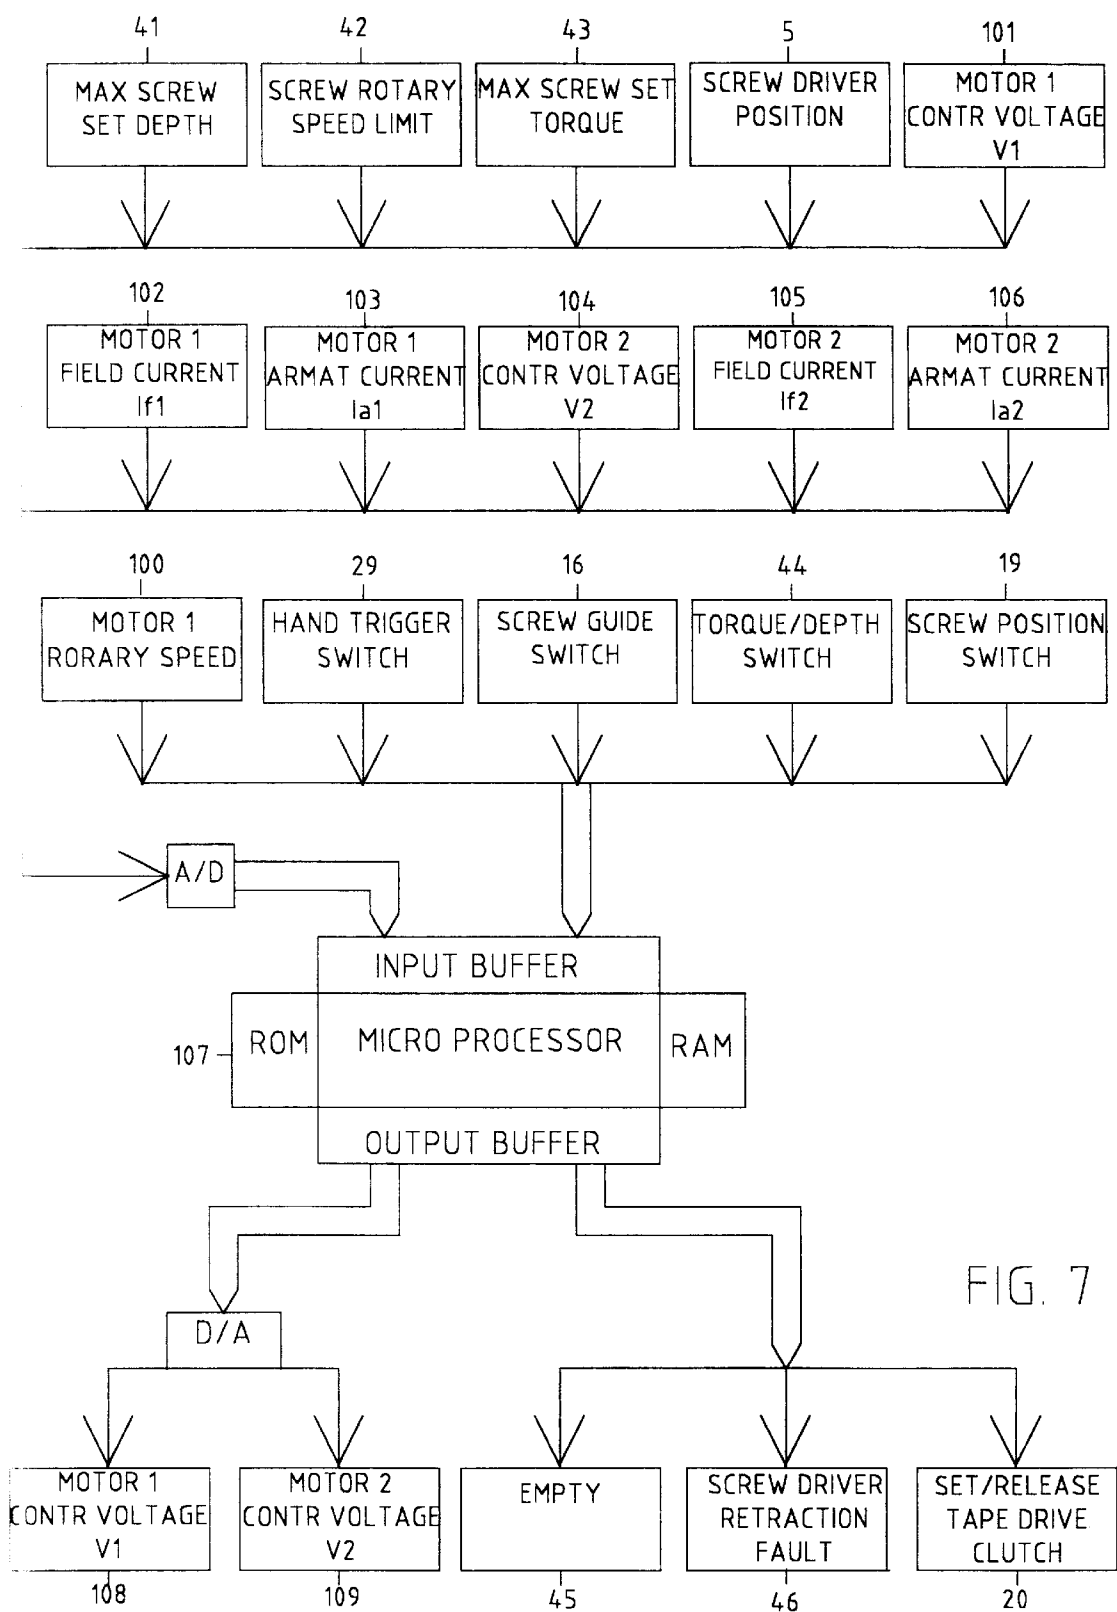 41 42 43 5 101
MAX SCREW
SET DEPTH
SCREW ROTARY
SPEED LIMIT
MAX SCREW SET
TORQUE
SCREW DRIVER
POSITION
MOTOR 1
CONTR VOLTAGE
V1
102 103 104 105 106
MOTOR 1
FIELD CURRENT
If1
MOTOR 1
ARMAT CURRENT
Ia1
MOTOR 2
CONTR VOLTAGE
V2
MOTOR 2
FIELD CURRENT
If2
MOTOR 2
ARMAT CURRENT
Ia2
100 29 16 44 19
MOTOR 1
RORARY SPEED
HAND TRIGGER
SWITCH
SCREW GUIDE
SWITCH
TORQUE/DEPTH
SWITCH
SCREW POSITION
SWITCH
A/D
INPUT BUFFER
107
ROM
MICRO PROCESSOR
RAM
OUTPUT BUFFER
FIG. 7
D/A
MOTOR 1
CONTR VOLTAGE
V1
MOTOR 2
CONTR VOLTAGE
V2
EMPTY
SCREW DRIVER
RETRACTION
FAULT
SET/RELEASE
TAPE DRIVE
CLUTCH
108 109 45 46 20